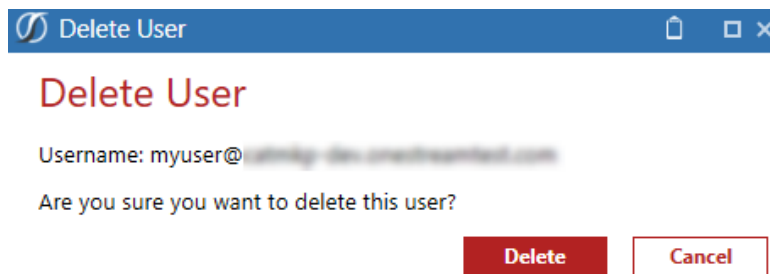 Delete User
Delete User
Username: myuser@
Are you sure you want to delete this user?
Delete Cancel